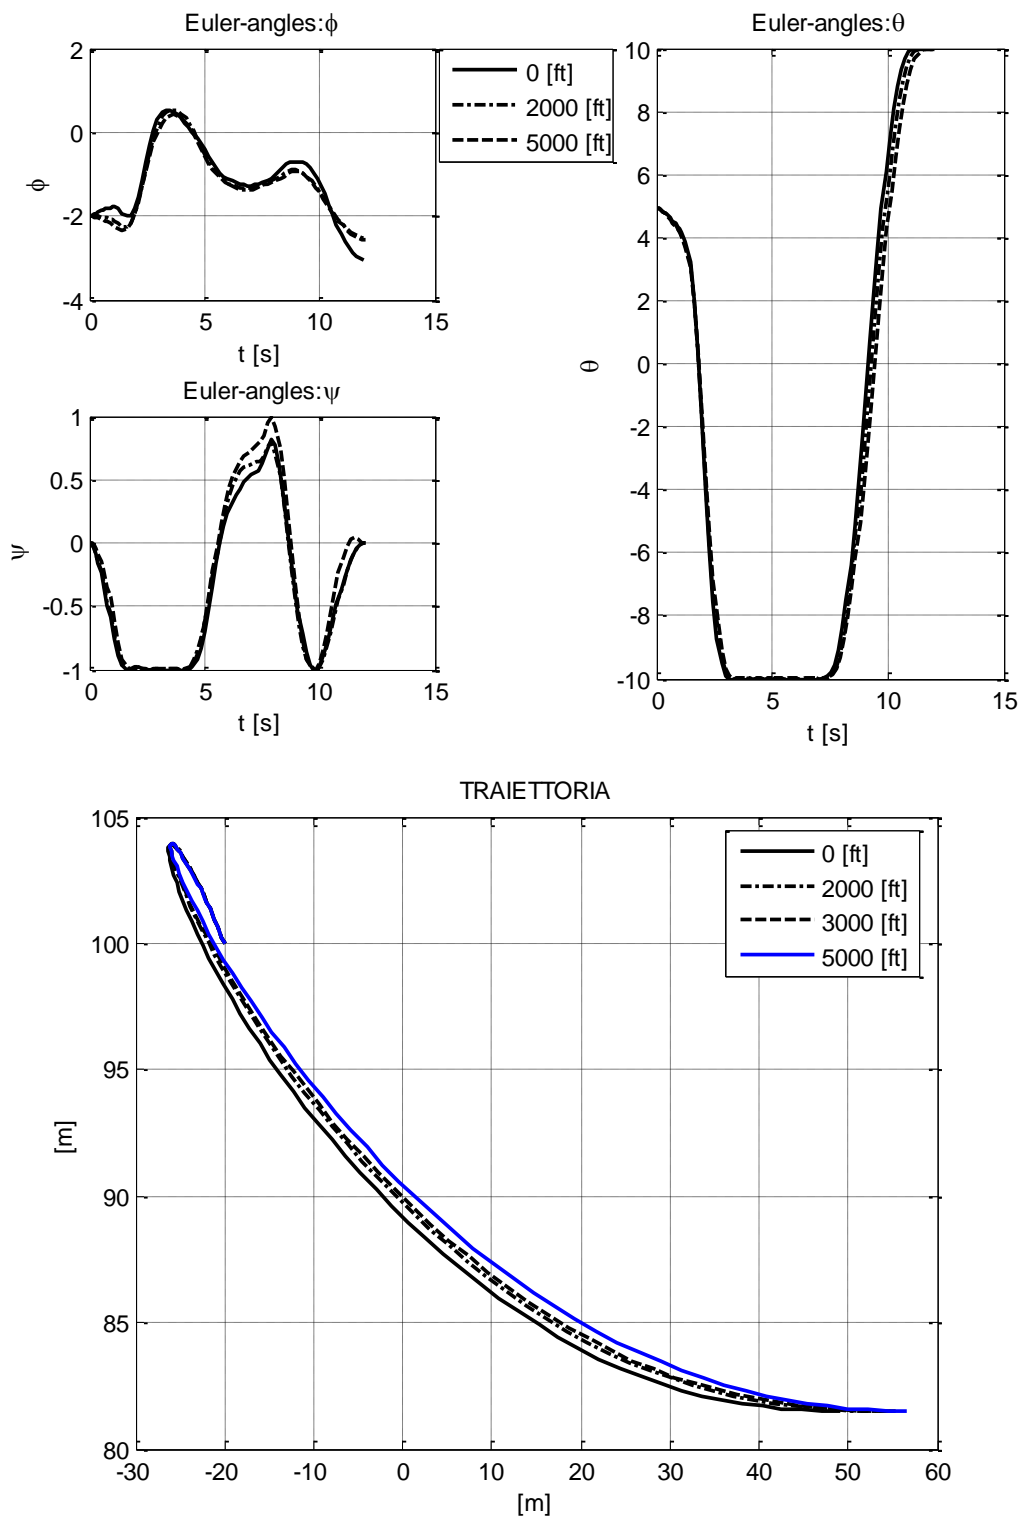 Euler-angles:ϕ
2
0
-2
-4
ϕ
0
5
10
15
t [s]
0 [ft]
2000 [ft]
5000 [ft]
Euler-angles:θ
10
8
6
4
2
0
-2
-4
-6
-8
-10
θ
0
5
10
15
t [s]
Euler-angles:ψ
1
0.5
0
-0.5
-1
ψ
0
5
10
15
t [s]
TRAIETTORIA
105
100
95
90
85
80
[m]
-30
-20
-10
0
10
20
30
40
50
60
[m]
0 [ft]
2000 [ft]
3000 [ft]
5000 [ft]